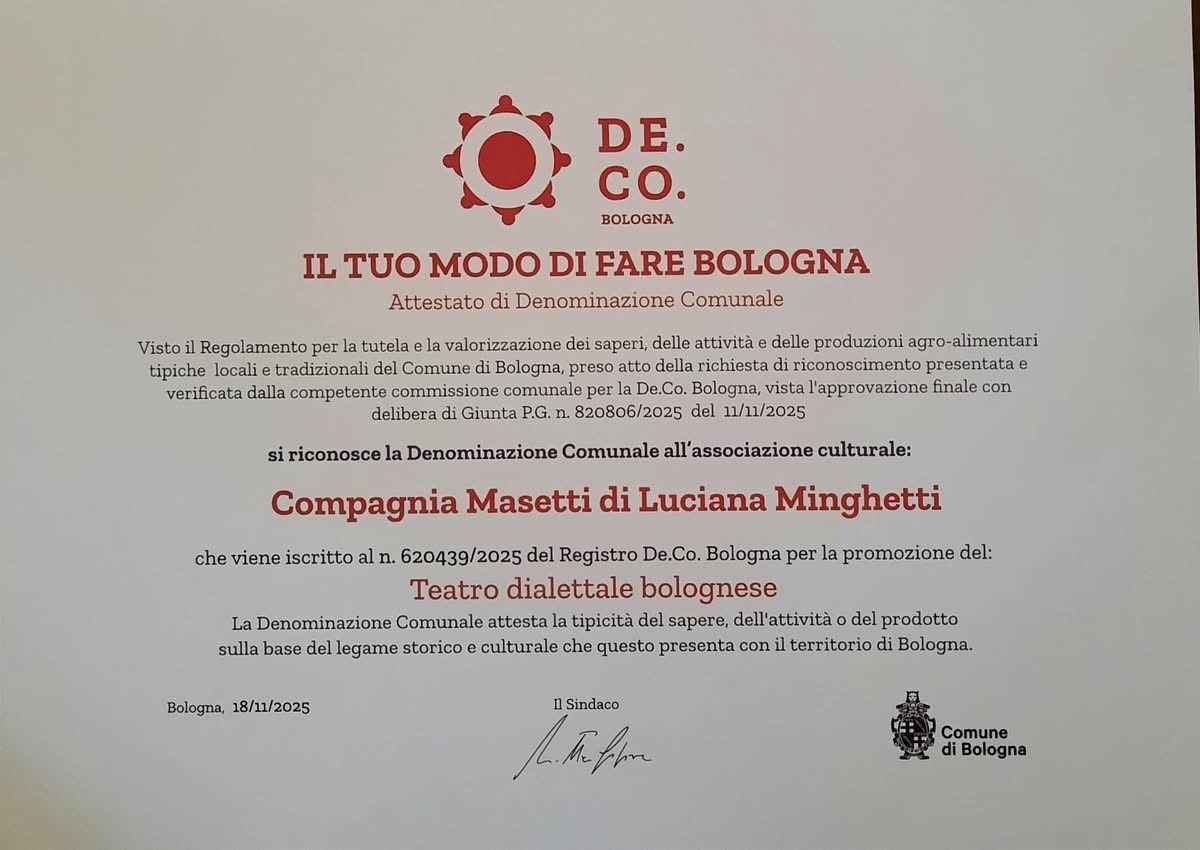 DE.
CO.
BOLOGNA
IL TUO MODO DI FARE BOLOGNA
Attestato di Denominazione Comunale
Visto il Regolamento per la tutela e la valorizzazione dei saperi, delle attività e delle produzioni agro-alimentari
tipiche locali e tradizionali del Comune di Bologna, preso atto della richiesta di riconoscimento presentata e
verificata dalla competente commissione comunale per la De.Co. Bologna, vista l'approvazione finale con
delibera di Giunta P.G. n. 820806/2025 del 11/11/2025
si riconosce la Denominazione Comunale all'associazione culturale:
Compagnia Masetti di Luciana Minghetti
che viene iscritto al n. 620439/2025 del Registro De.Co. Bologna per la promozione del:
Teatro dialettale bolognese
La Denominazione Comunale attesta la tipicità del sapere, dell'attività o del prodotto
sulla base del legame storico e culturale che questo presenta con il territorio di Bologna.
Bologna, 18/11/2025
Il Sindaco
Comune
di Bologna